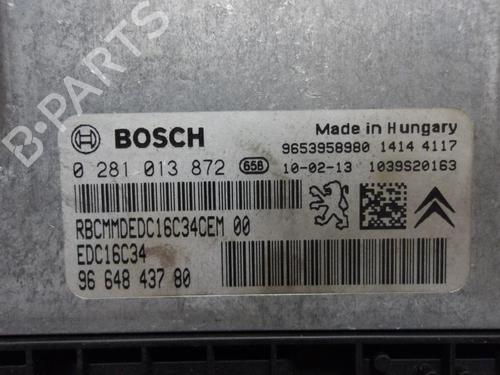 B-PARTS
BOSCH
Made in Hungary
9653958980 1414 4117
0 281 013 872 658 10-02-13 1039S20163
RBCMMDEDC16C34CEM 00
EDC16C34
96 648 437 80